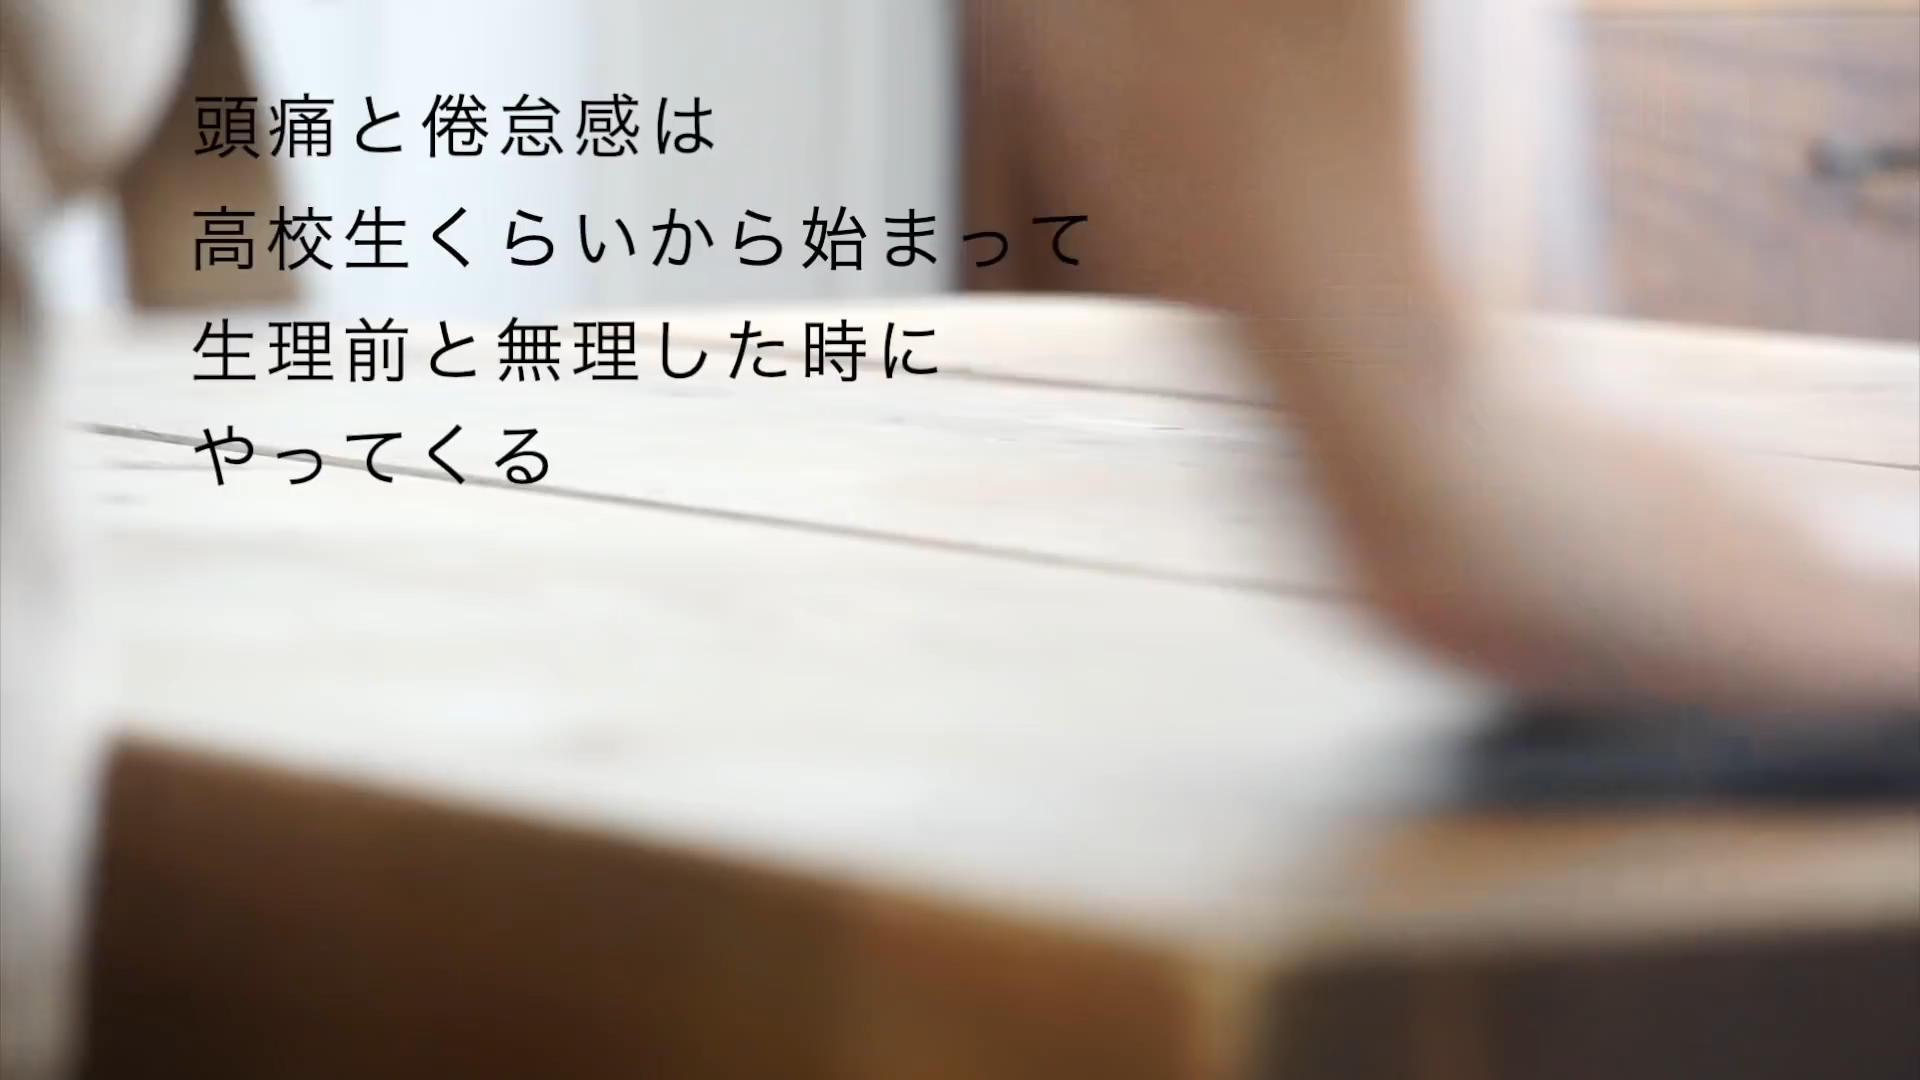 頭痛と倦怠感は
高校生くらいから始まって
生理前と無理した時に
やってくる